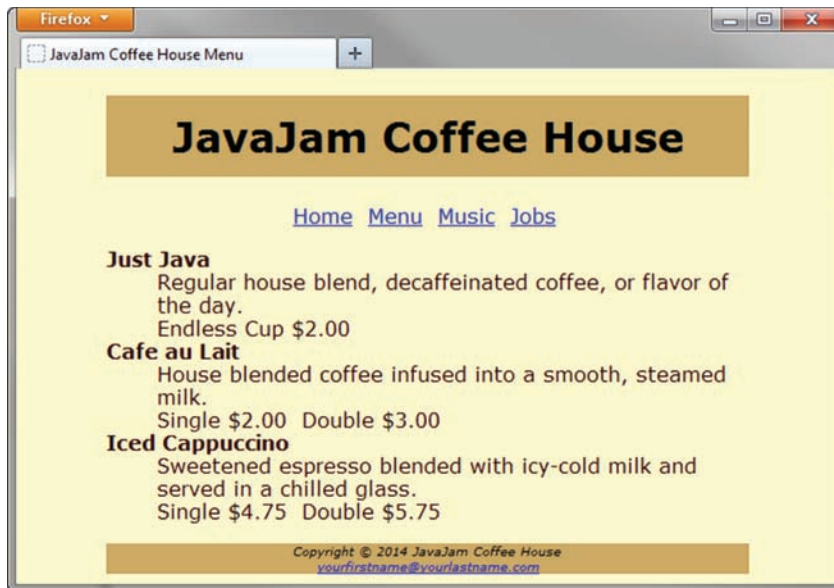 Firefox
JavaJam Coffee House Menu
+
JavaJam Coffee House
Home Menu Music Jobs
Just Java
Regular house blend, decaffeinated coffee, or flavor of
the day.
Endless Cup $2.00
Cafe au Lait
House blended coffee infused into a smooth, steamed
milk.
Single $2.00 Double $3.00
Iced Cappuccino
Sweetened espresso blended with icy-cold milk and
served in a chilled glass.
Single $4.75 Double $5.75
Copyright © 2014 JavaJam Coffee House
yourfirstname@yourlastname.com